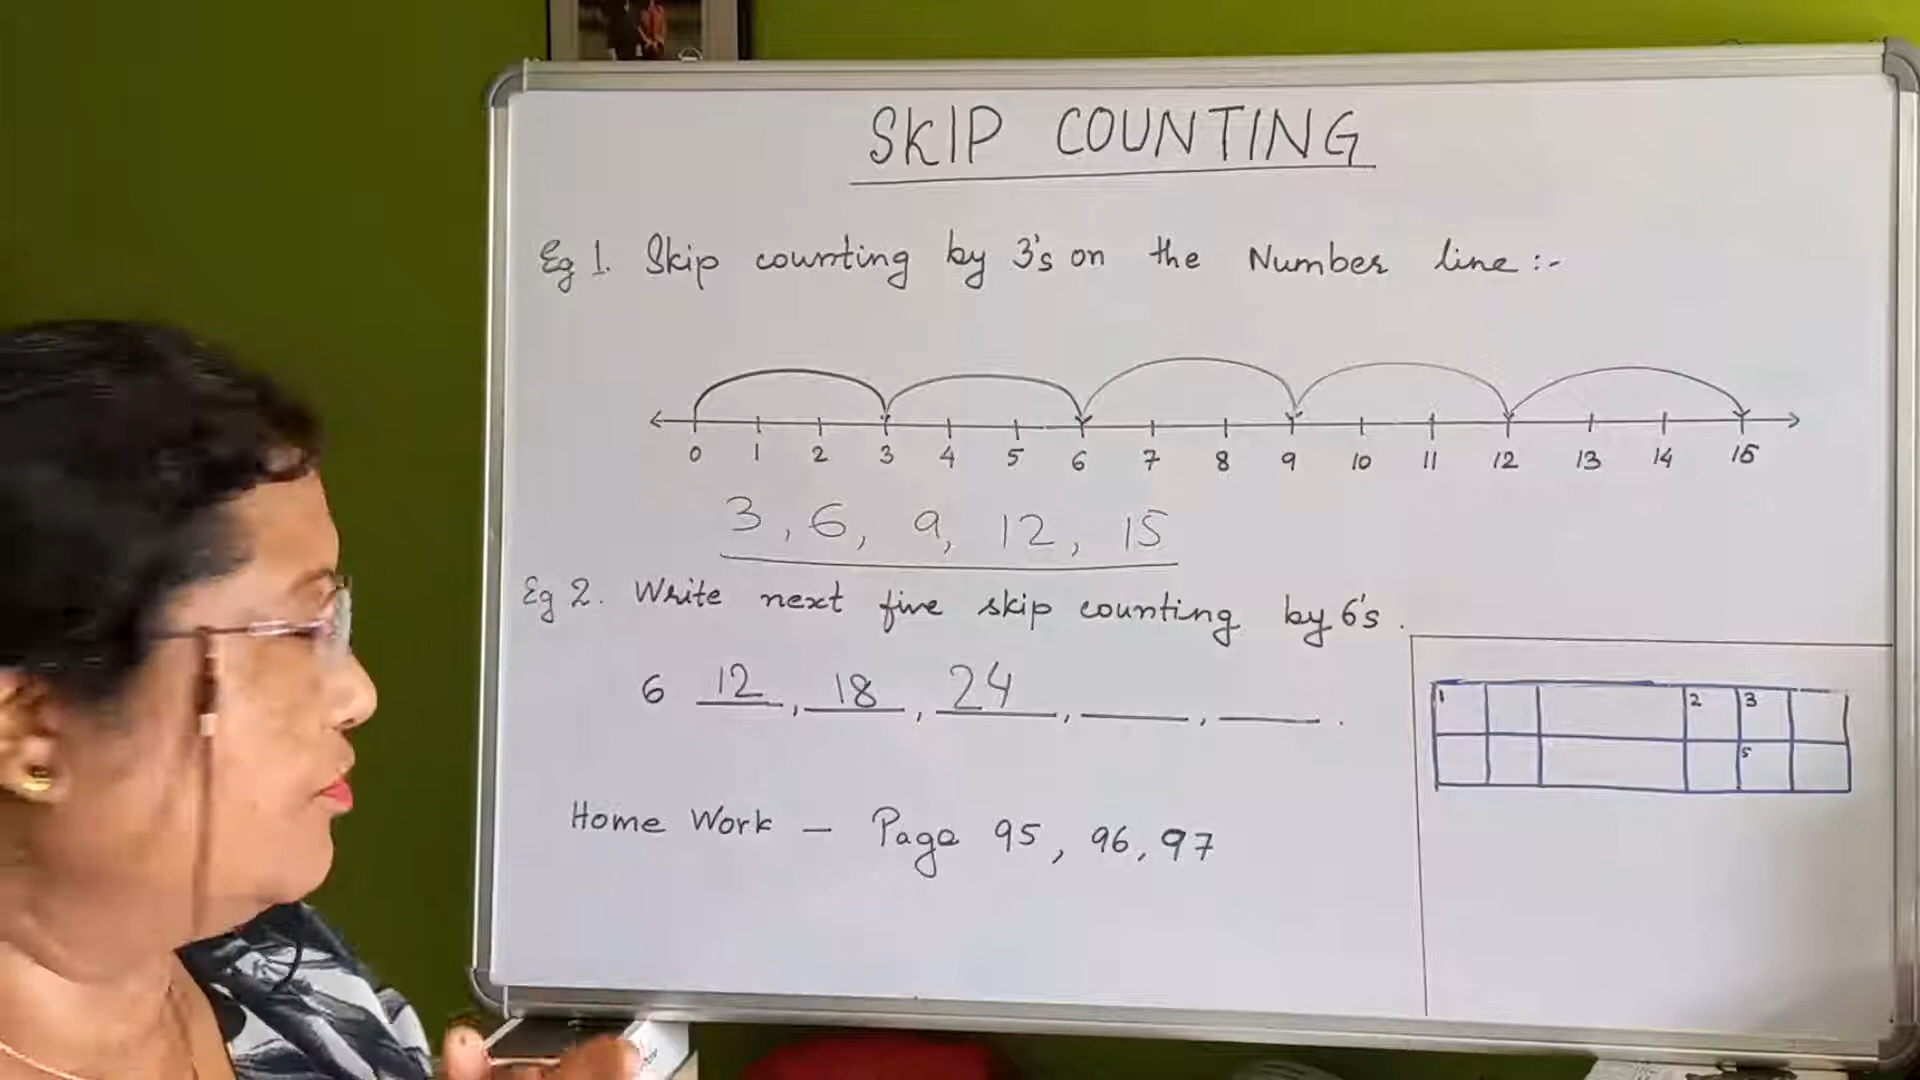 SKIP COUNTING
Eg 1. Skip counting by 3's on the Number line :-
0 1 2 3 4 5 6 7 8 9 10 11 12 13 14 15
3, 6, 9, 12, 15
Eg 2. Write next five skip counting by 6's.
6 12, 18, 24, ____, ____.
1 2 3
5
Home Work - Page 95, 96, 97